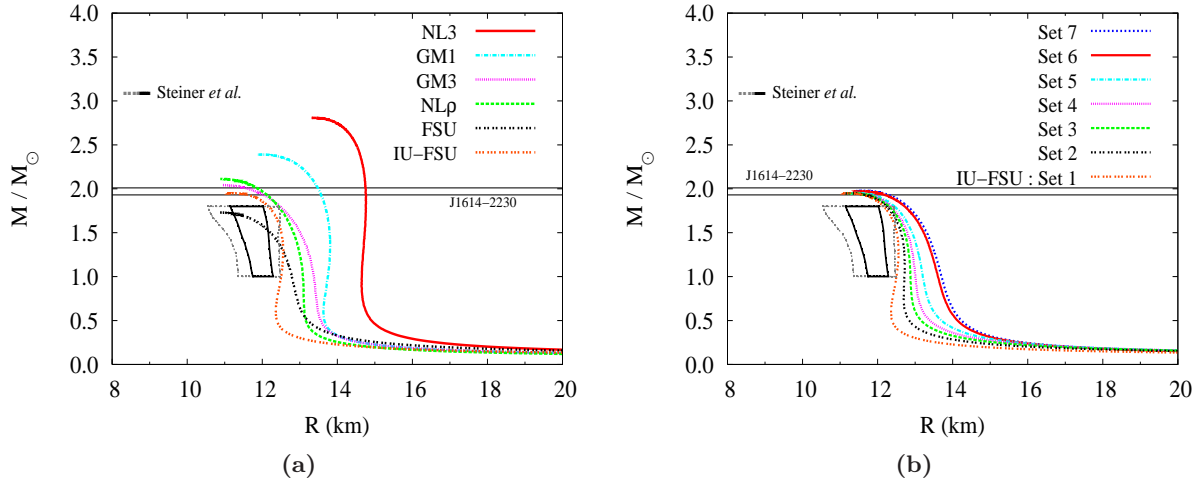 4.0
3.5
3.0
2.5
2.0
1.5
1.0
0.5
0.0
M / M⊙
NL3
GM1
GM3
NLρ
FSU
IU−FSU
Steiner et al.
J1614−2230
8 10 12 14 16 18 20
R (km)
(a)
4.0
3.5
3.0
2.5
2.0
1.5
1.0
0.5
0.0
M / M⊙
Set 7
Set 6
Set 5
Set 4
Set 3
Set 2
IU−FSU : Set 1
Steiner et al.
J1614−2230
8 10 12 14 16 18 20
R (km)
(b)